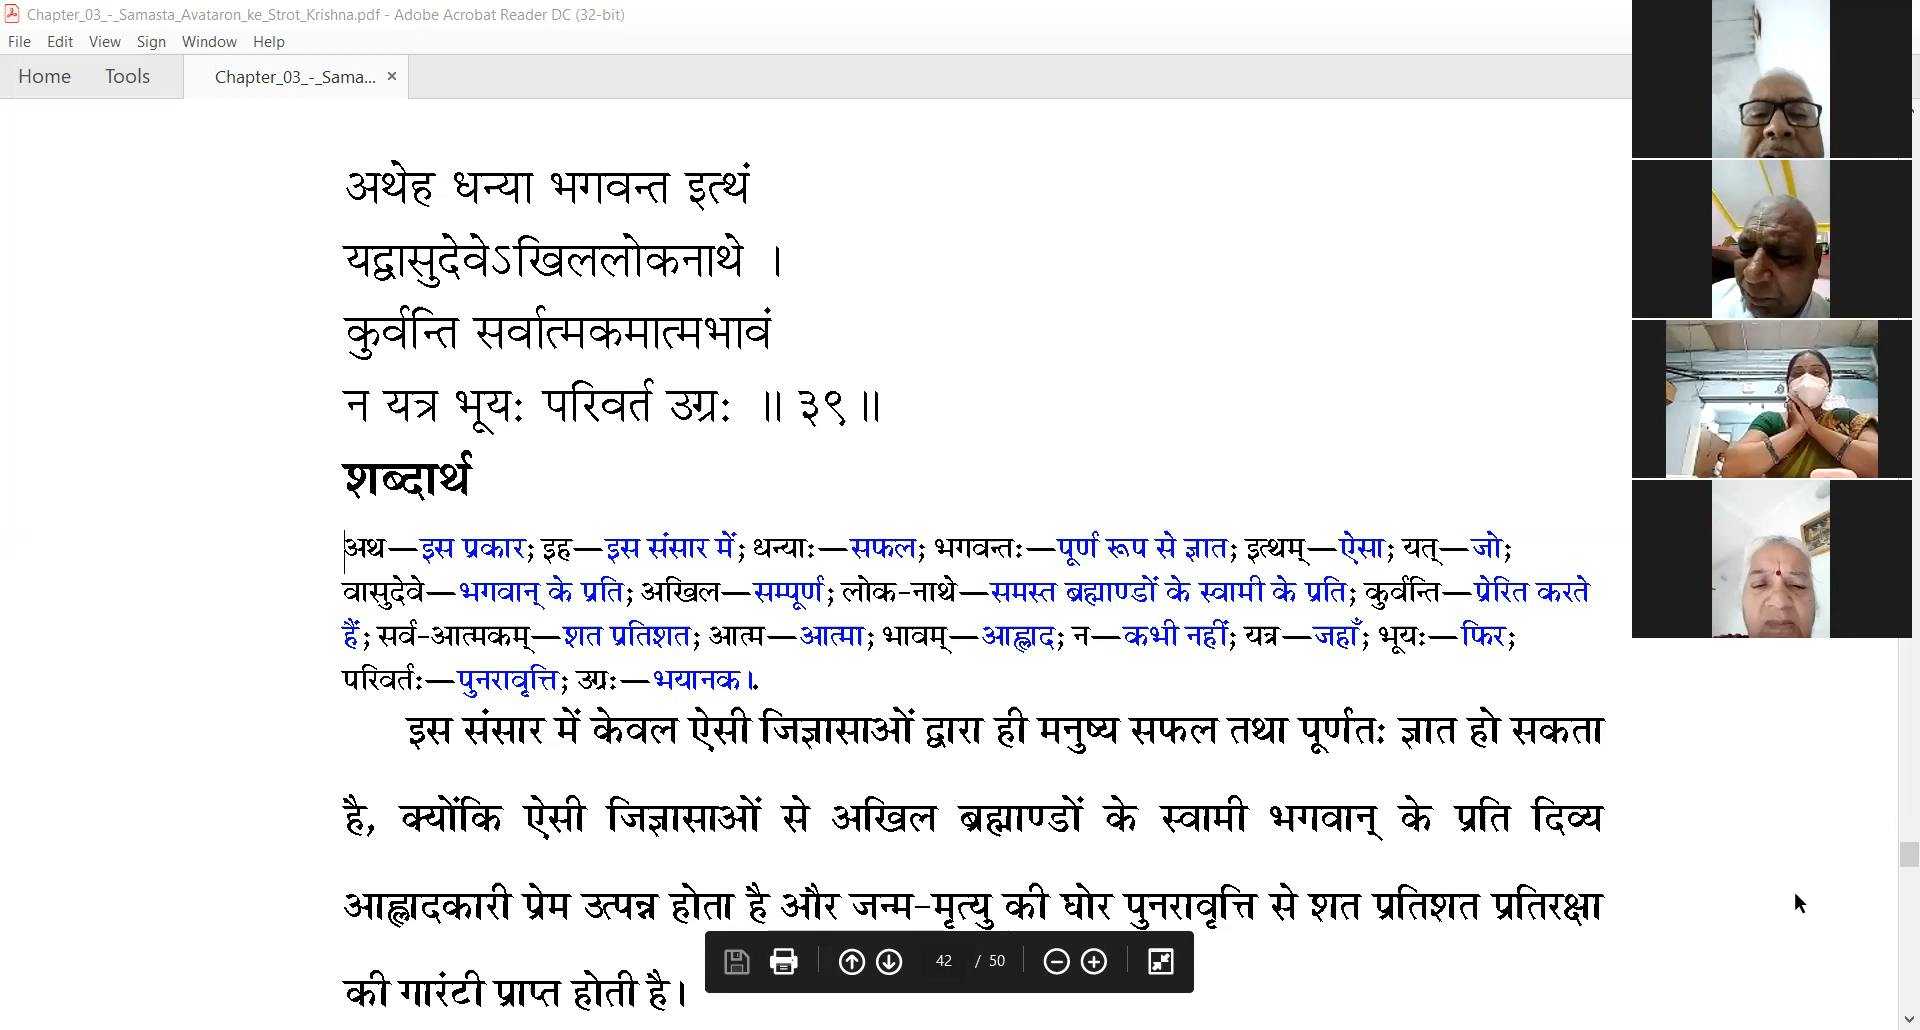 Chapter_03_-_Samasta_Avataron_ke_Strot_Krishna.pdf - Adobe Acrobat Reader DC (32-bit)
File Edit View Sign Window Help
Home Tools Chapter_03_-_Sama... ×
अथेह धन्या भगवन्त इत्थं
यद्वासुदेवेऽखिललोकनाथे ।
कुर्वन्ति सर्वात्मकमात्मभावं
न यत्र भूयः परिवर्त उग्रः ॥ ३९॥
शब्दार्थ
अथ—इस प्रकार; इह—इस संसार में; धन्याः—सफल; भगवन्तः—पूर्ण रूप से ज्ञात; इत्थम्—ऐसा; यत्—जो;
वासुदेवे—भगवान् के प्रति; अखिल—सम्पूर्ण; लोक-नाथे—समस्त ब्रह्माण्डों के स्वामी के प्रति; कुर्वन्ति—प्रेरित करते
हैं; सर्व-आत्मकम्—शत प्रतिशत; आत्म—आत्मा; भावम्—आह्लाद; न—कभी नहीं; यत्र—जहाँ; भूयः—फिर;
परिवर्तः—पुनरावृत्ति; उग्रः—भयानक।.
इस संसार में केवल ऐसी जिज्ञासाओं द्वारा ही मनुष्य सफल तथा पूर्णतः ज्ञात हो सकता
है, क्योंकि ऐसी जिज्ञासाओं से अखिल ब्रह्माण्डों के स्वामी भगवान् के प्रति दिव्य
आह्लादकारी प्रेम उत्पन्न होता है और जन्म-मृत्यु की घोर पुनरावृत्ति से शत प्रतिशत प्रतिरक्षा
की गारंटी प्राप्त होती है।
42 / 50